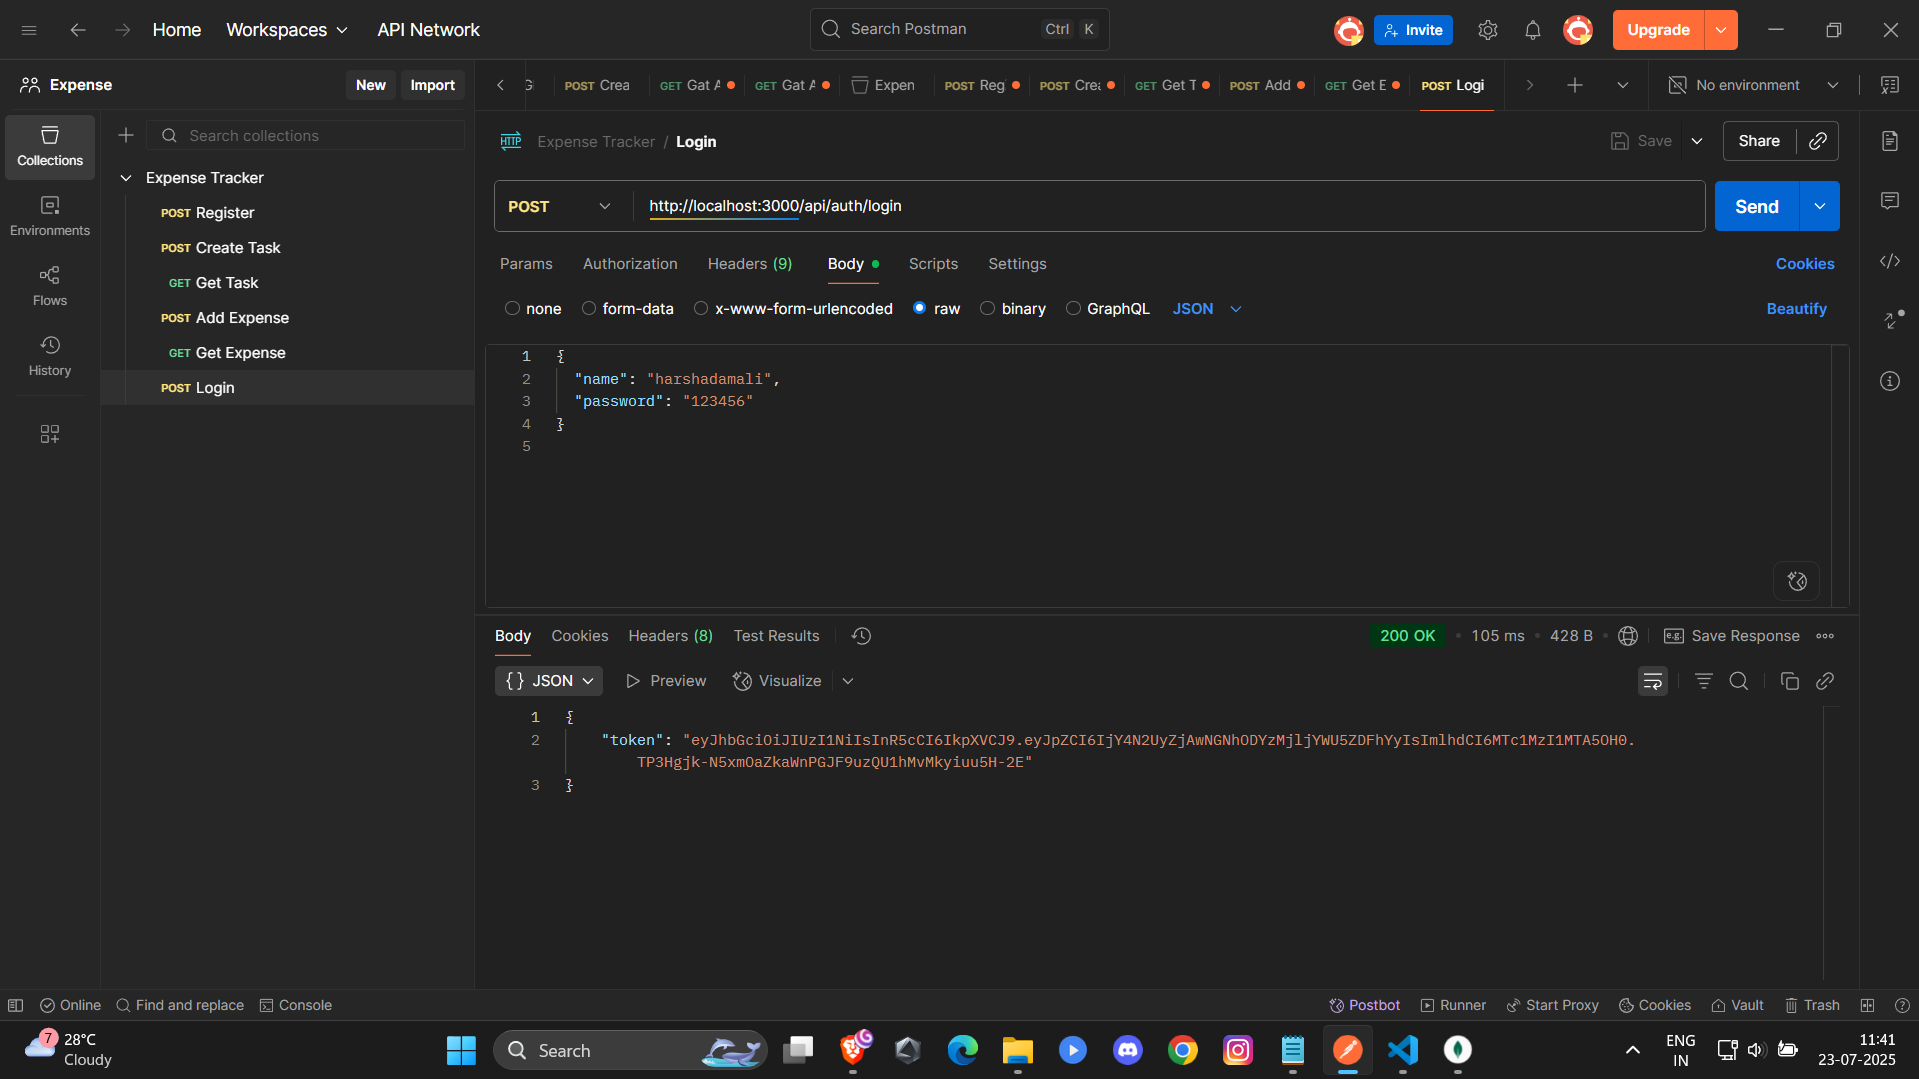 Home
Workspaces
API Network
Search Postman
Ctrl
K
Invite
Upgrade
Expense
New
Import
POST Crea
GET Gat A
GET Gat A
Expen
POST Reg
POST Crea
GET Get T
POST Add
GET Get E
POST Logi
No environment
Collections
Environments
Flows
History
Search collections
Expense Tracker
POST Register
POST Create Task
GET Get Task
POST Add Expense
GET Get Expense
POST Login
HTTP
Expense Tracker / Login
Save
Share
POST
http://localhost:3000/api/auth/login
Send
Params
Authorization
Headers (9)
Body
Scripts
Settings
Cookies
none
form-data
x-www-form-urlencoded
raw
binary
GraphQL
JSON
Beautify
1 {
2 "name": "harshadamali",
3 "password": "123456"
4 }
5
Body
Cookies
Headers (8)
Test Results
200 OK
105 ms
428 B
e.g.
Save Response
{} JSON
Preview
Visualize
1 {
2 "token": "eyJhbGciOiJIUzI1NiIsInR5cCI6IkpXVCJ9.eyJpZCI6IjY4N2UyZjAwNGNhODYzMjljYWU5ZDFhYyIsImlhdCI6MTc1MzI1MTA5OH0.
TP3Hgjk-N5xmOaZkaWnPGJF9uzQU1hMvMkyiuu5H-2E"
3 }
Online
Find and replace
Console
Postbot
Runner
Start Proxy
Cookies
Vault
Trash
7
28°C
Cloudy
Search
ENG
IN
11:41
23-07-2025